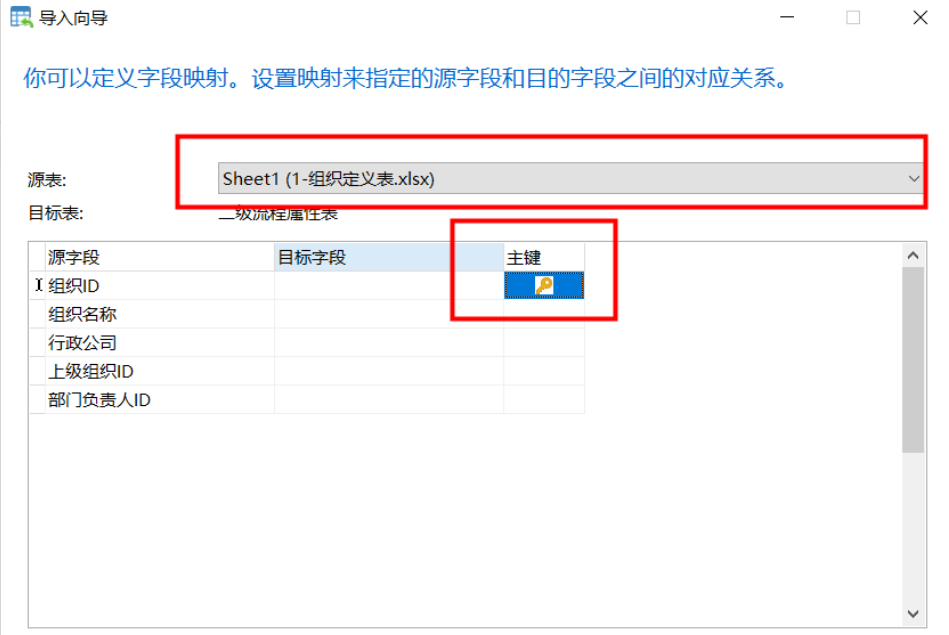 导入向导
你可以定义字段映射。设置映射来指定的源字段和目的字段之间的对应关系。
源表: Sheet1 (1-组织定义表.xlsx)
目标表: 二级流程属性表
源字段 目标字段 主键
组织ID
组织名称
行政公司
上级组织ID
部门负责人ID